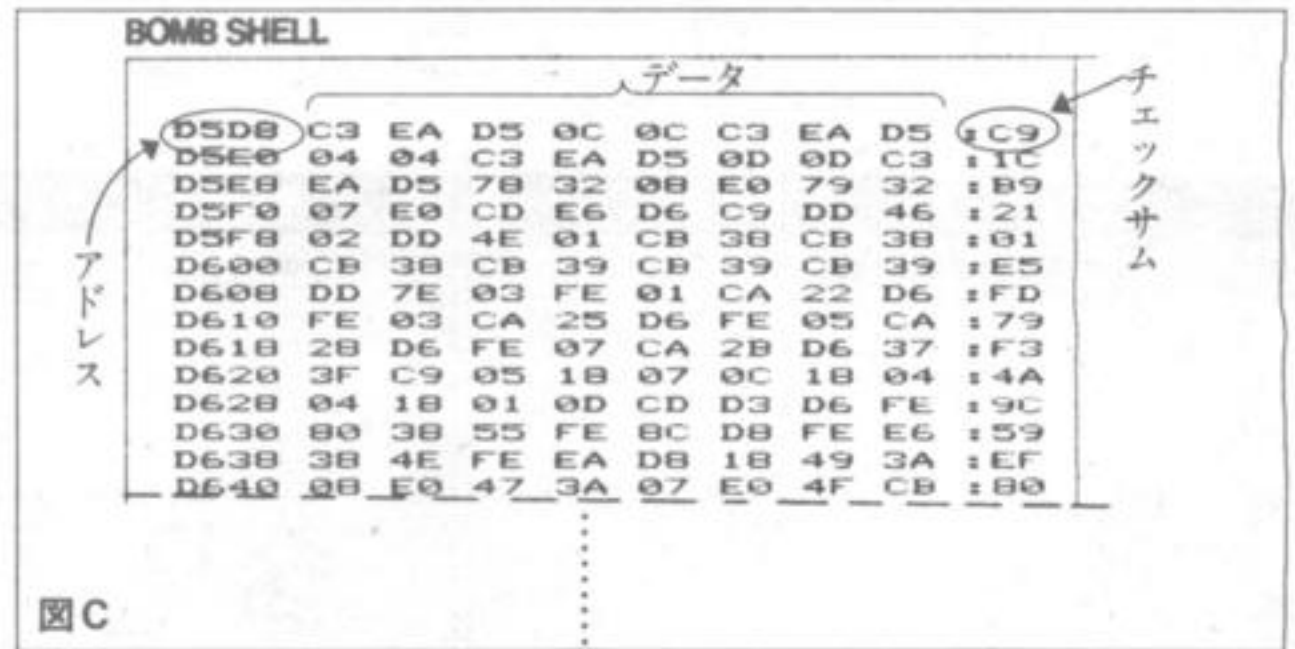 BOMB SHELL
データ
D5D8 C3 EA D5 0C 0C C3 EA D5 :C9
D5E0 04 04 C3 EA D5 0D 0D C3 :1C
D5E8 EA D5 78 32 08 E0 79 32 :B9
D5F0 07 E0 CD E6 D6 C9 DD 46 :21
D5F8 02 DD 4E 01 CB 38 CB 38 :01
D600 CB 38 CB 39 CB 39 CB 39 :E5
D608 DD 7E 03 FE 01 CA 22 D6 :FD
D610 FE 03 CA 25 D6 FE 05 CA :79
D618 28 D6 FE 07 CA 2B D6 37 :F3
D620 3F C9 05 18 07 0C 18 04 :4A
D628 04 18 01 0D CD D3 D6 FE :9C
D630 80 38 55 FE 8C D8 FE E6 :59
D638 38 4E FE EA D8 18 49 3A :EF
D640 08 E0 47 3A 07 E0 4F CB :80
アドレス
チェックサム
図C